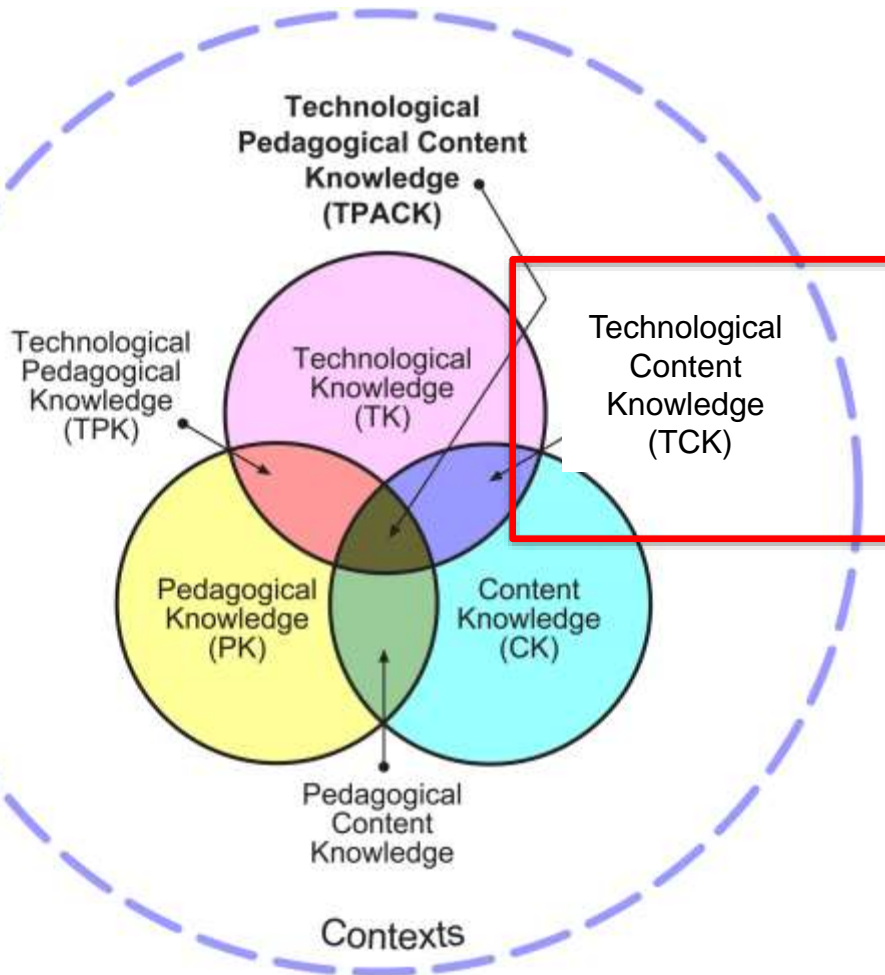 Technological
Pedagogical Content
Knowledge
(TPACK)
Technological
Pedagogical
Knowledge
(TPK)
Technological
Knowledge
(TK)
Technological
Content
Knowledge
(TCK)
Pedagogical
Knowledge
(PK)
Content
Knowledge
(CK)
Pedagogical
Content
Knowledge
Contexts